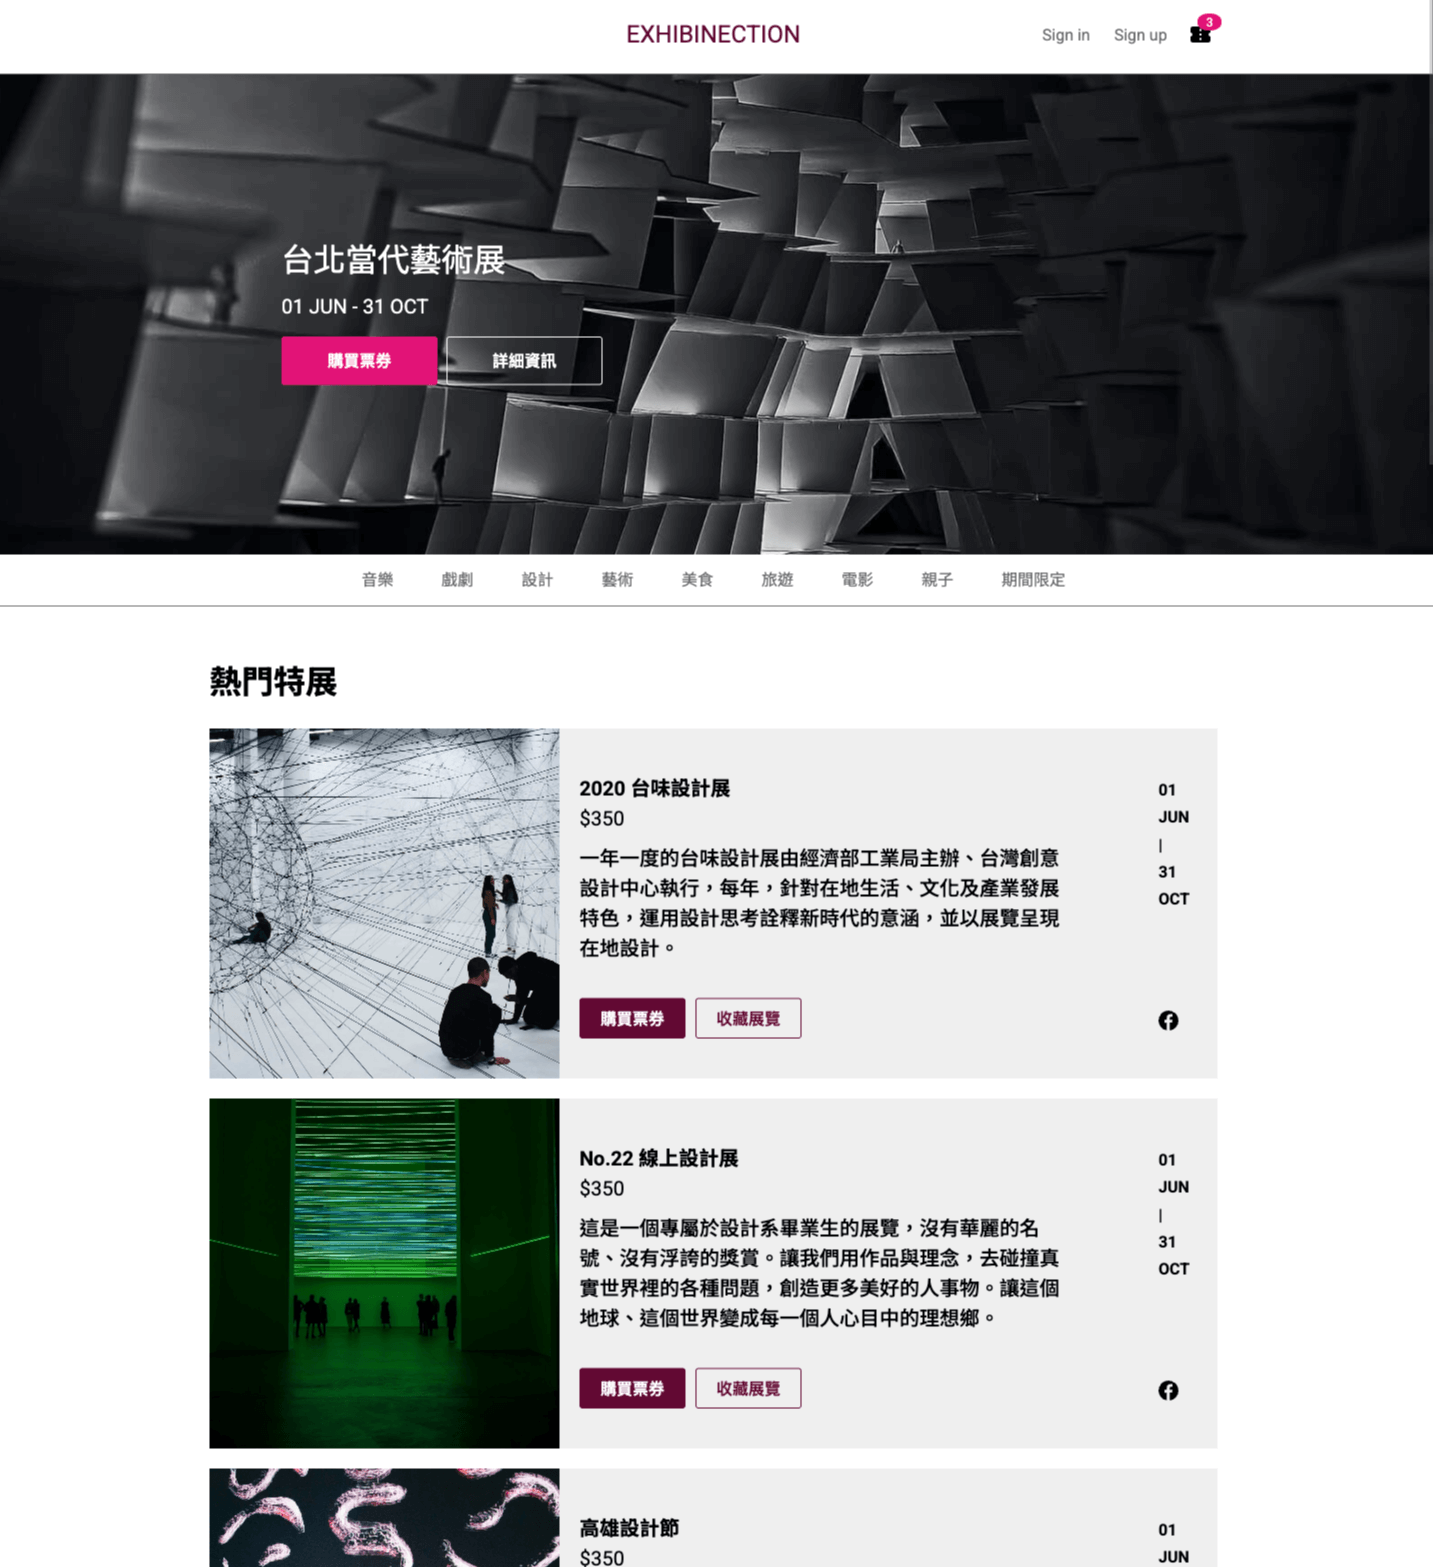 EXHIBINECTION
Sign in
Sign up
3
台北當代藝術展
01 JUN - 31 OCT
購買票券
詳細資訊
音樂
戲劇
設計
藝術
美食
旅遊
電影
親子
期間限定
熱門特展
2020 台味設計展
$350
一年一度的台味設計展由經濟部工業局主辦、台灣創意
設計中心執行，每年，針對在地生活、文化及產業發展
特色，運用設計思考詮釋新時代的意涵，並以展覽呈現
在地設計。
購買票券
收藏展覽
01
JUN
|
31
OCT
No.22 線上設計展
$350
這是一個專屬於設計系畢業生的展覽，沒有華麗的名
號、沒有浮誇的獎賞。讓我們用作品與理念，去碰撞真
實世界裡的各種問題，創造更多美好的人事物。讓這個
地球、這個世界變成每一個人心目中的理想鄉。
購買票券
收藏展覽
01
JUN
|
31
OCT
高雄設計節
$350
01
JUN